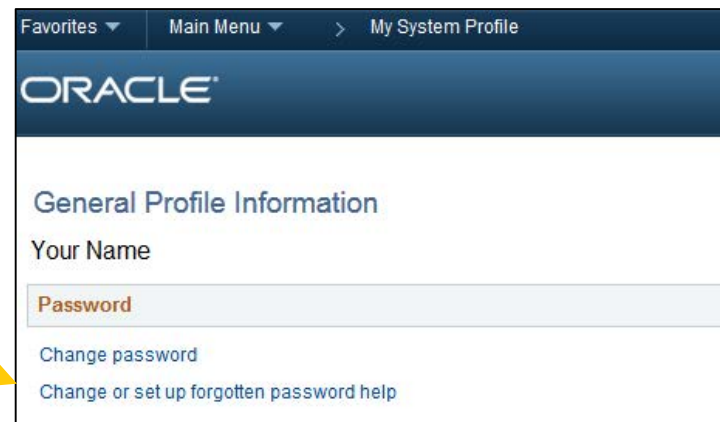 Favorites Main Menu > My System Profile
ORACLE
General Profile Information
Your Name
Password
Change password
Change or set up forgotten password help